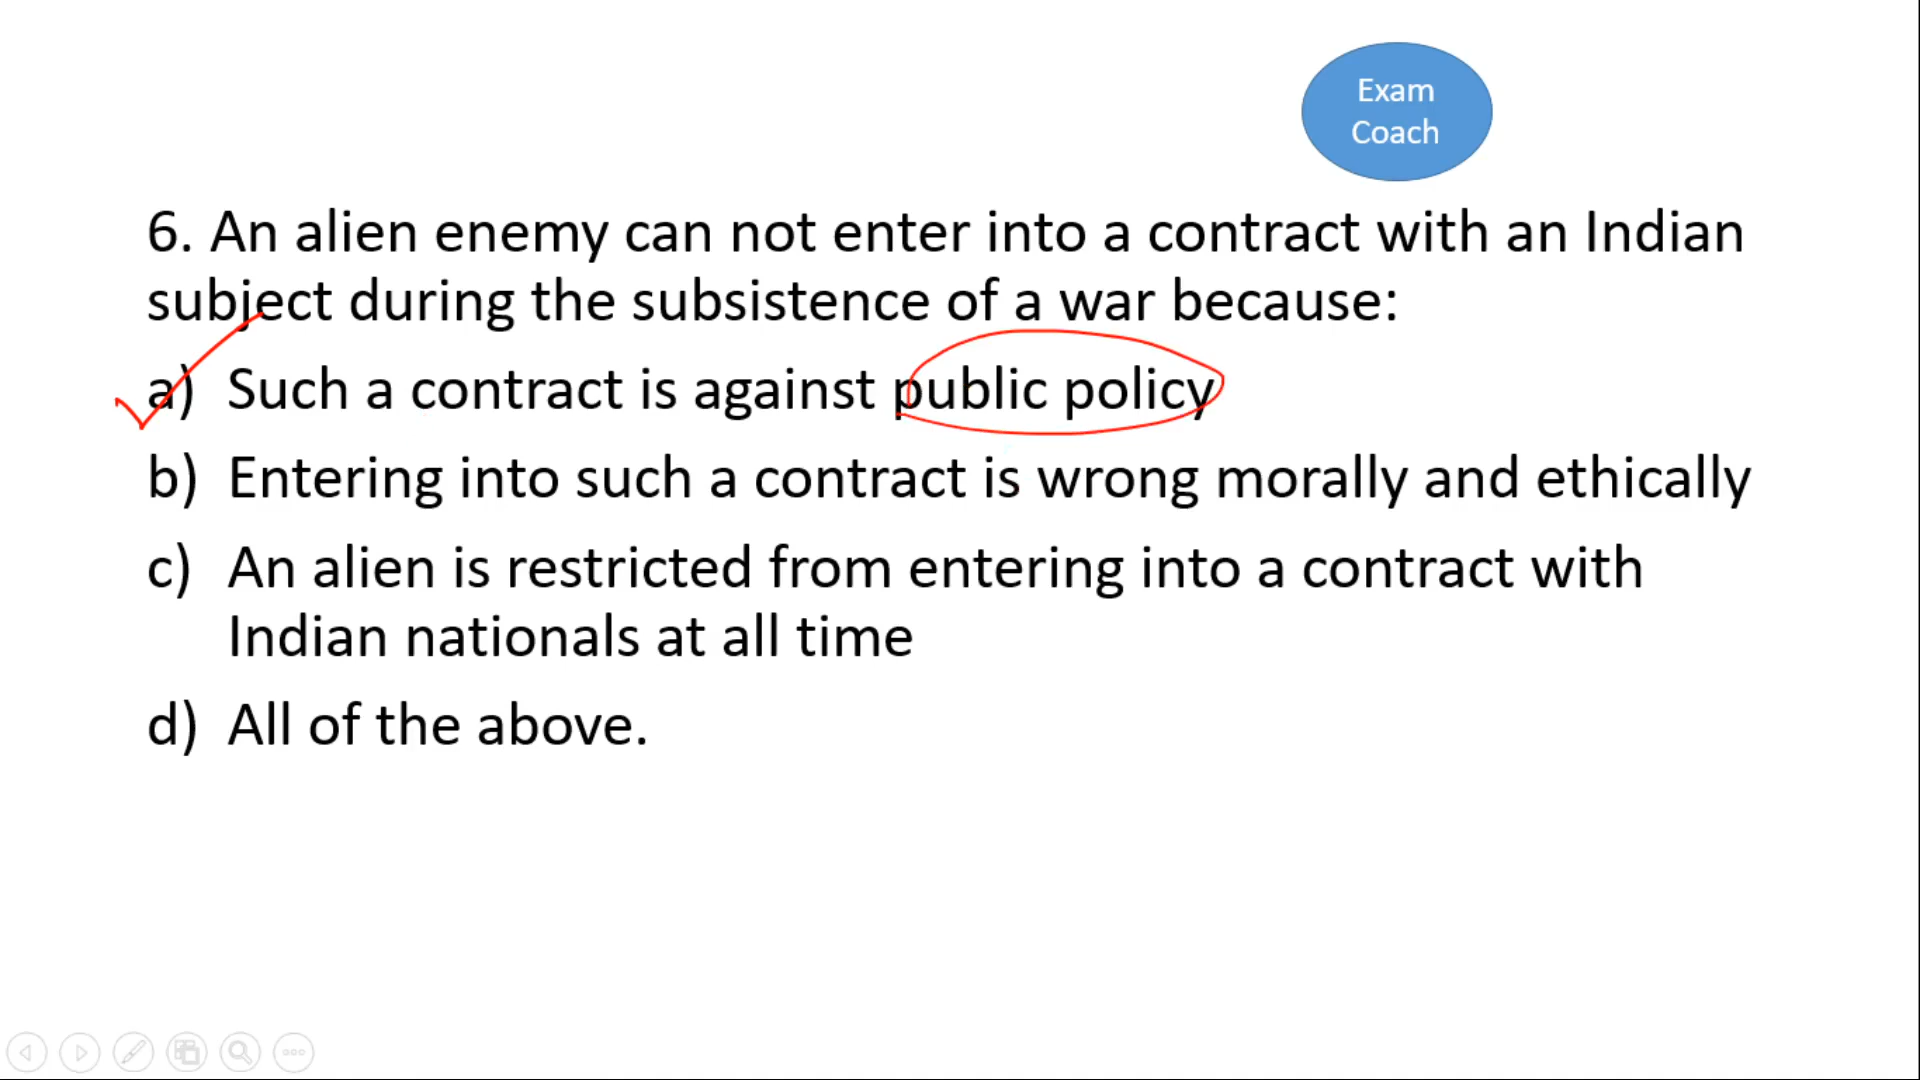 Exam
Coach
6. An alien enemy can not enter into a contract with an Indian
subject during the subsistence of a war because:
a) Such a contract is against public policy
b) Entering into such a contract is wrong morally and ethically
c) An alien is restricted from entering into a contract with
Indian nationals at all time
d) All of the above.